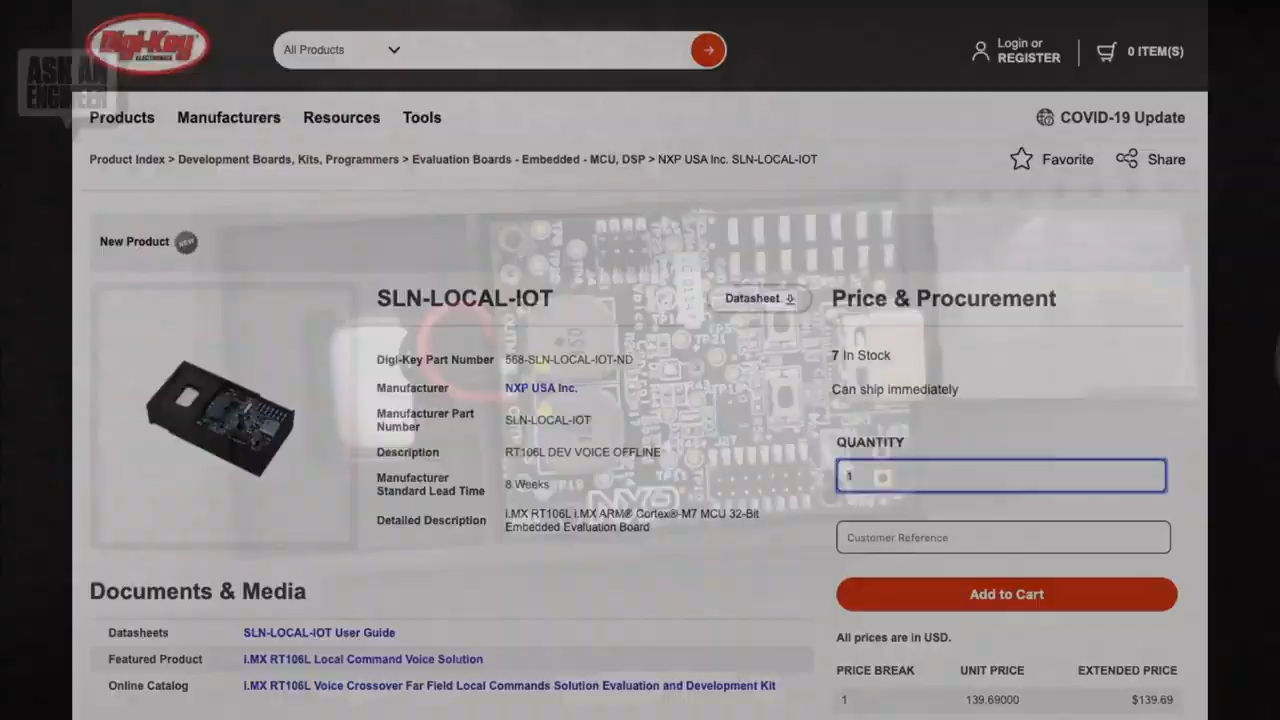 Digi-Key
ELECTRONICS
All Products
Login or
REGISTER
0 ITEM(S)
ASK AN
ENGINEER
Products Manufacturers Resources Tools
COVID-19 Update
Product Index > Development Boards, Kits, Programmers > Evaluation Boards - Embedded - MCU, DSP > NXP USA Inc. SLN-LOCAL-IOT
Favorite Share
New Product NEW
SLN-LOCAL-IOT
Datasheet
Digi-Key Part Number 568-SLN-LOCAL-IOT-ND
Manufacturer NXP USA Inc.
Manufacturer Part
Number
SLN-LOCAL-IOT
Description RT106L DEV VOICE OFFLINE
Manufacturer
Standard Lead Time
8 Weeks
Detailed Description
i.MX RT106L i.MX ARM® Cortex®-M7 MCU 32-Bit
Embedded Evaluation Board
Price & Procurement
7 In Stock
Can ship immediately
QUANTITY
1
Customer Reference
Add to Cart
All prices are in USD.
PRICE BREAK UNIT PRICE EXTENDED PRICE
1 139.69000 $139.69
Documents & Media
Datasheets SLN-LOCAL-IOT User Guide
Featured Product i.MX RT106L Local Command Voice Solution
Online Catalog i.MX RT106L Voice Crossover Far Field Local Commands Solution Evaluation and Development Kit
NXP